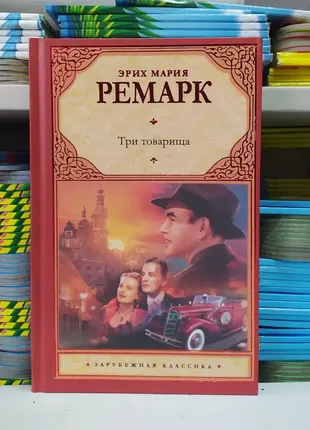 ЭРИХ МАРИЯ
РЕМАРК
Три товарища
ЗАРУБЕЖНАЯ КЛАССИКА